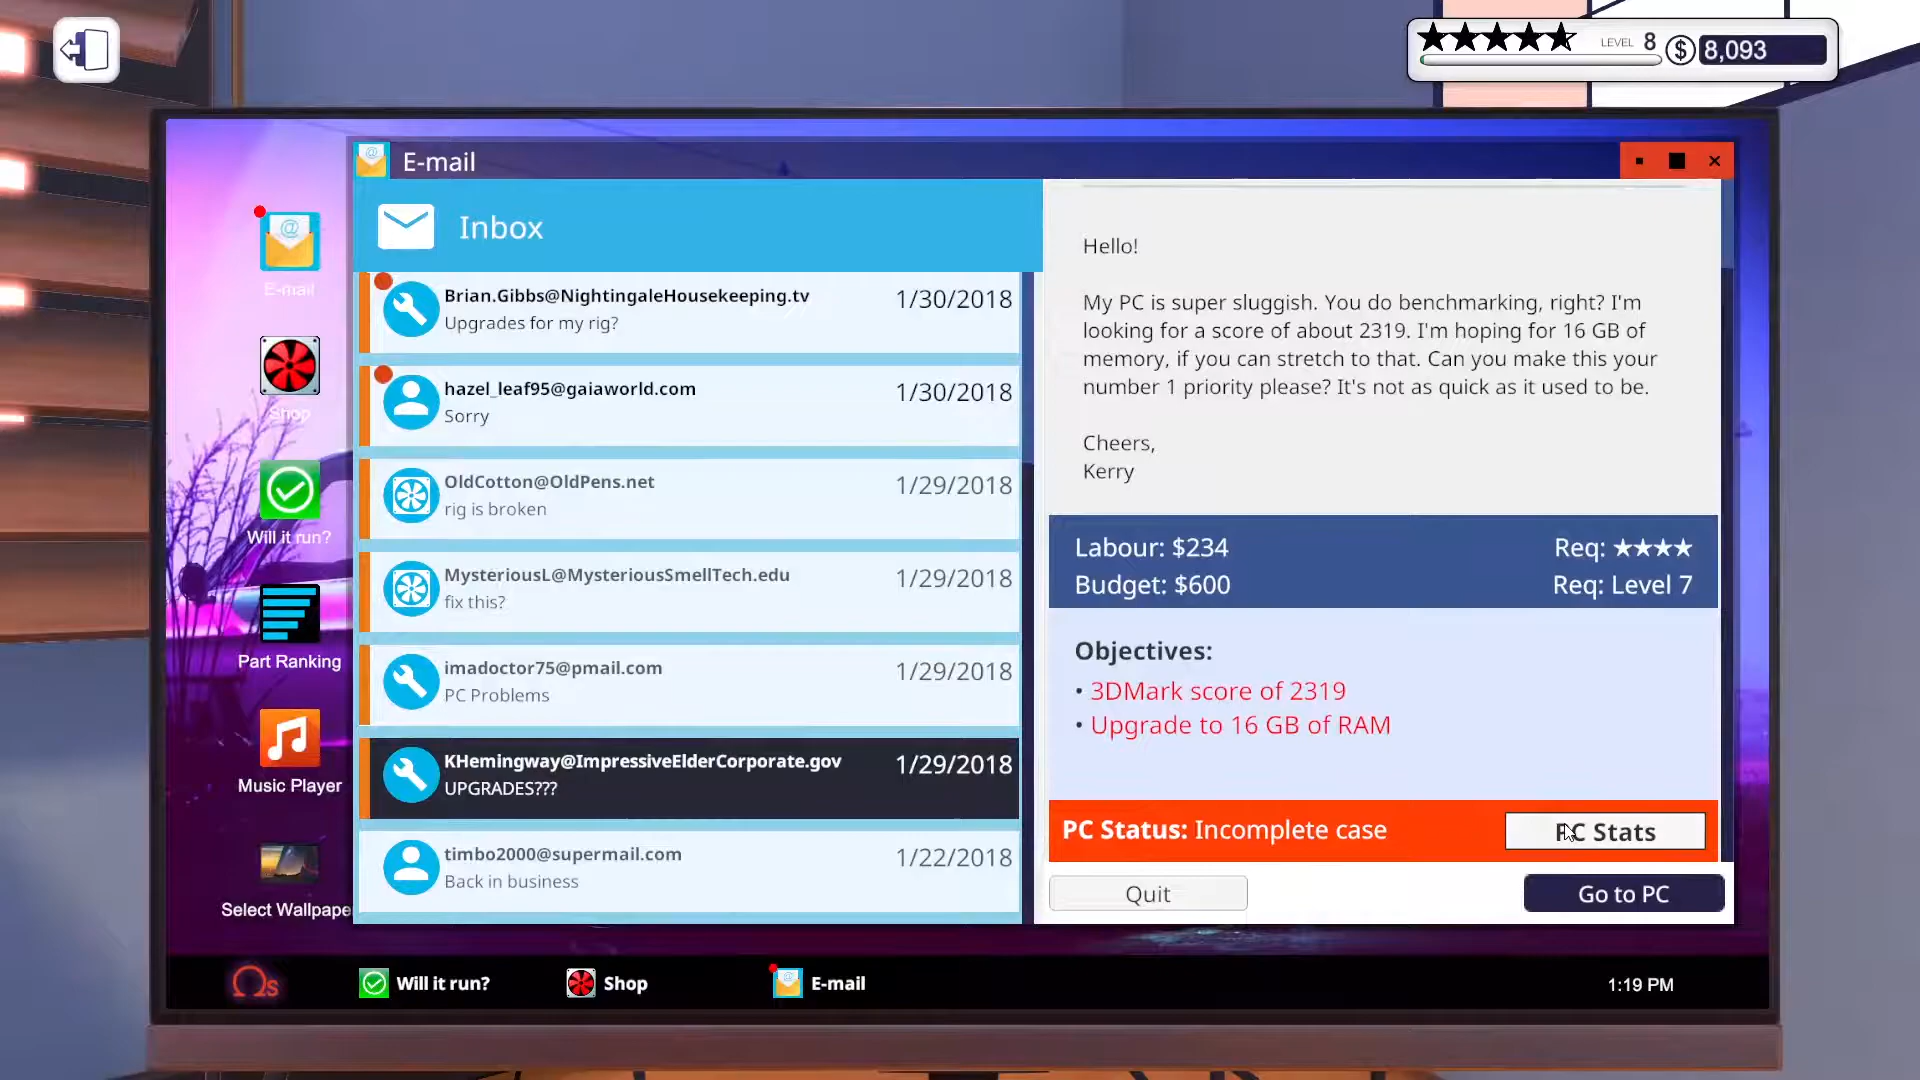 LEVEL 8 $ 8,093
E-mail
Inbox
E-mail
Shop
Will it run?
Part Ranking
Music Player
Select Wallpape
Brian.Gibbs@NightingaleHousekeeping.tv 1/30/2018
Upgrades for my rig?
hazel_leaf95@gaiaworld.com 1/30/2018
Sorry
OldCotton@OldPens.net 1/29/2018
rig is broken
MysteriousL@MysteriousSmellTech.edu 1/29/2018
fix this?
imadoctor75@pmail.com 1/29/2018
PC Problems
KHemingway@ImpressiveElderCorporate.gov 1/29/2018
UPGRADES???
timbo2000@supermail.com 1/22/2018
Back in business
Hello!
My PC is super sluggish. You do benchmarking, right? I'm
looking for a score of about 2319. I'm hoping for 16 GB of
memory, if you can stretch to that. Can you make this your
number 1 priority please? It's not as quick as it used to be.
Cheers,
Kerry
Labour: $234 Req: ★★★★
Budget: $600 Req: Level 7
Objectives:
• 3DMark score of 2319
• Upgrade to 16 GB of RAM
PC Status: Incomplete case PC Stats
Quit Go to PC
Ωs Will it run? Shop E-mail 1:19 PM